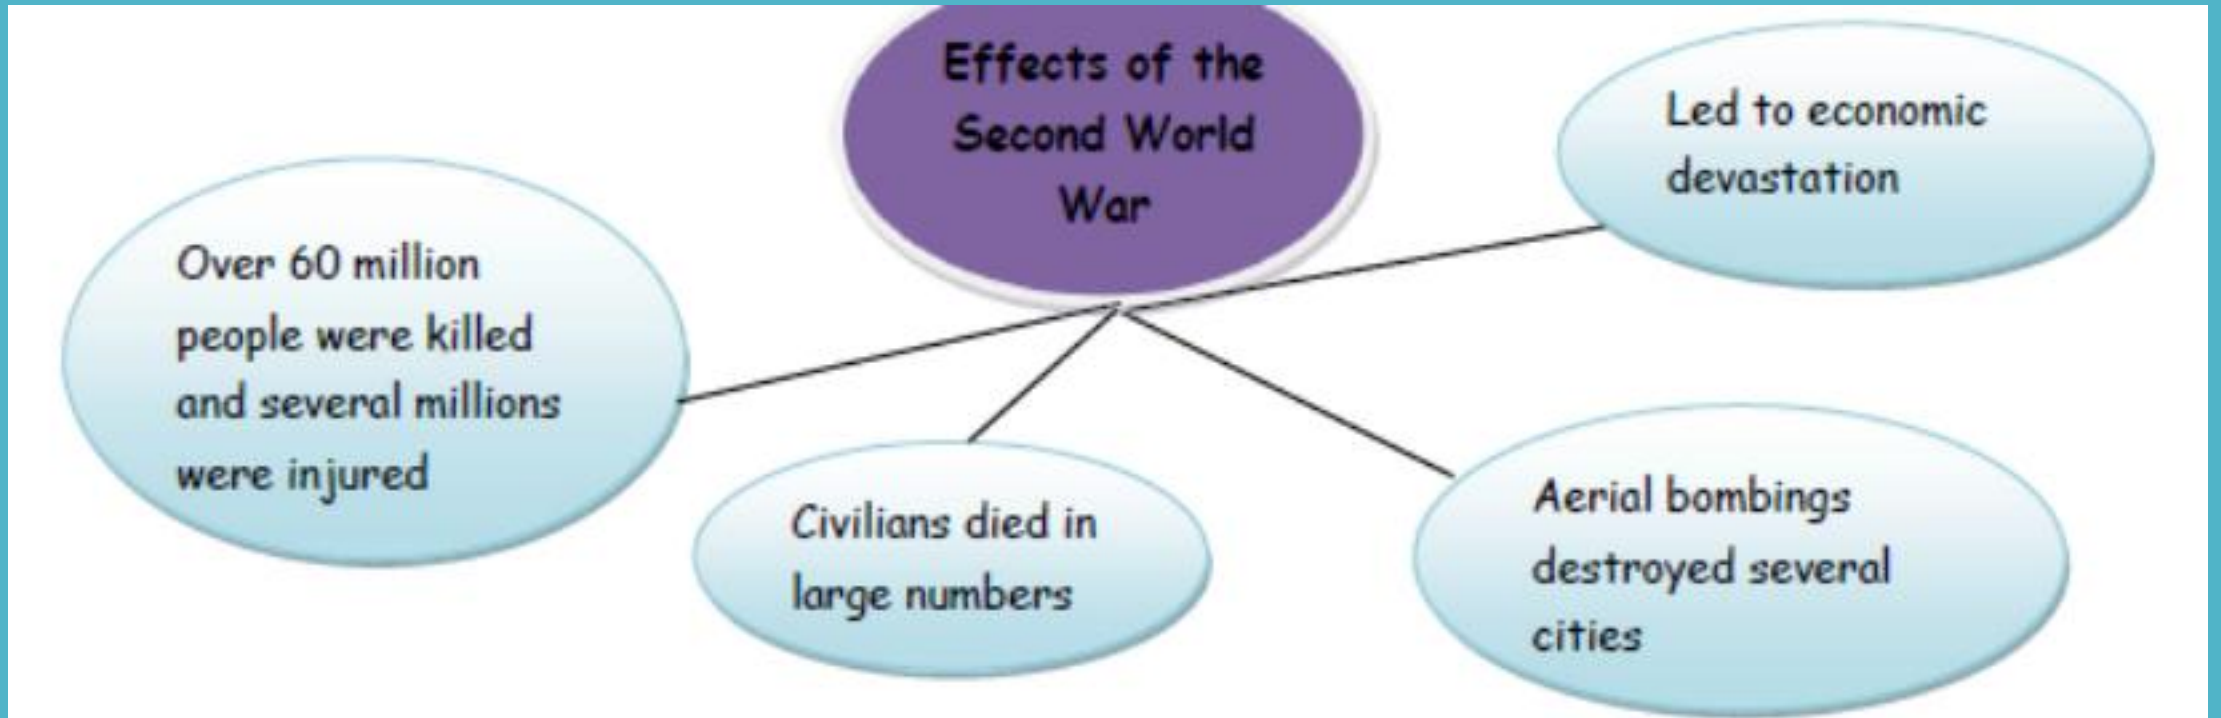 Effects of the
Second World
War
Led to economic
devastation
Over 60 million
people were killed
and several millions
were injured
Civilians died in
large numbers
Aerial bombings
destroyed several
cities